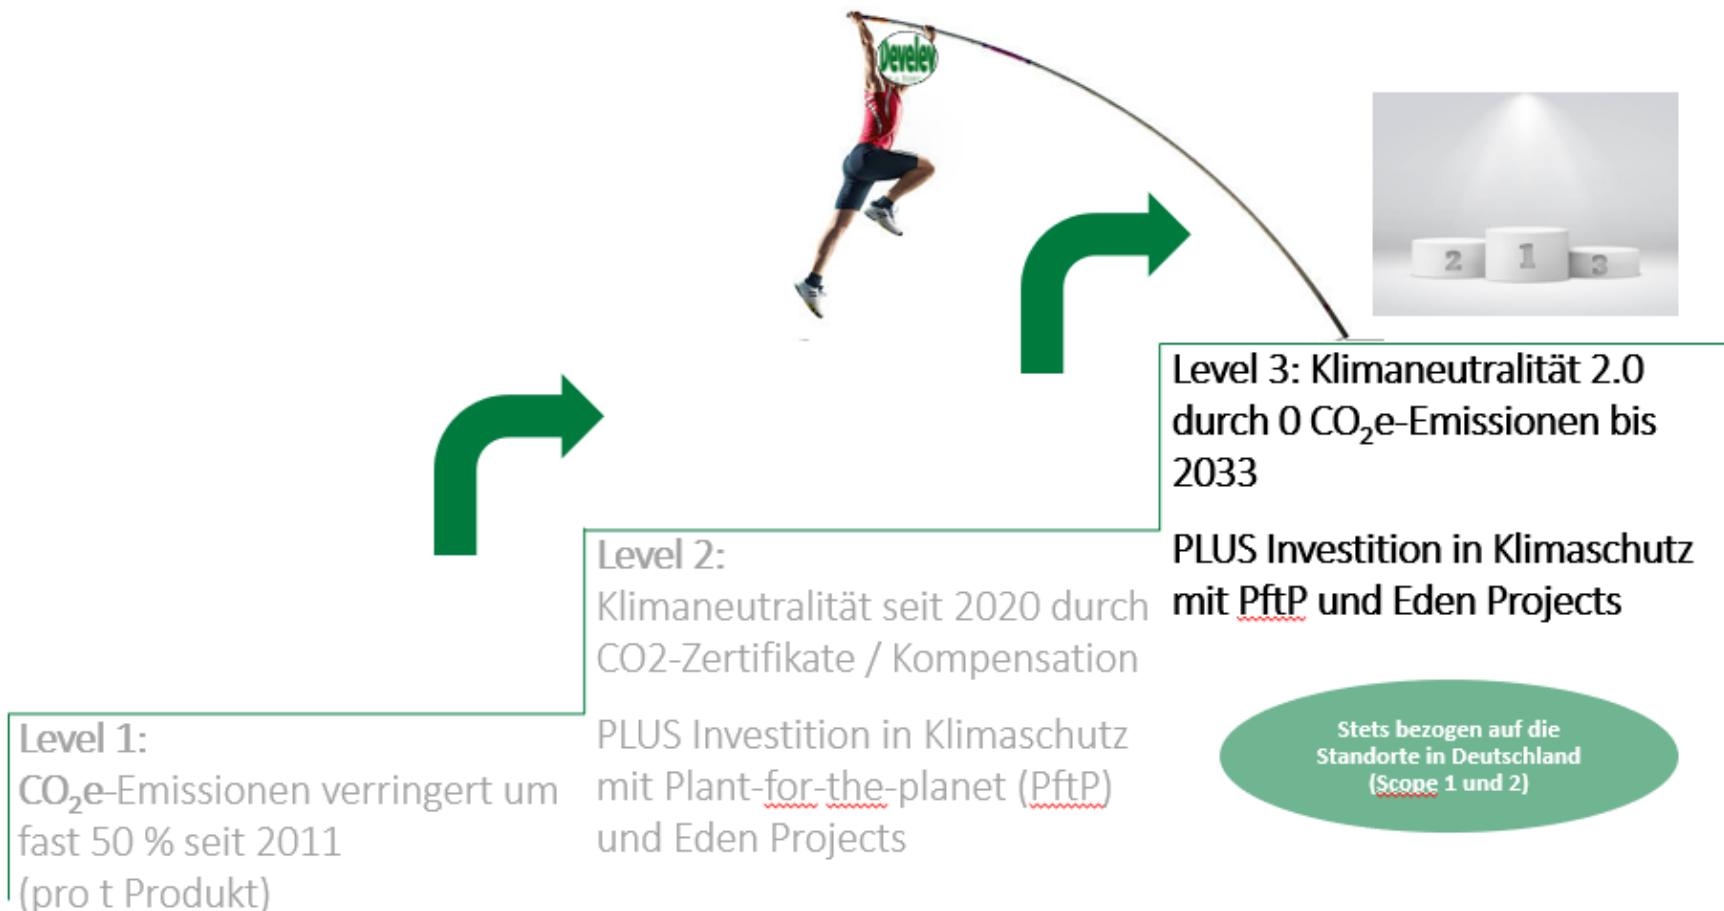 Develey
2
1
3
Level 3: Klimaneutralität 2.0
durch 0 CO₂e-Emissionen bis
2033
PLUS Investition in Klimaschutz
mit PftP und Eden Projects
Level 2:
Klimaneutralität seit 2020 durch
CO2-Zertifikate / Kompensation
PLUS Investition in Klimaschutz
mit Plant-for-the-planet (PftP)
und Eden Projects
Level 1:
CO₂e-Emissionen verringert um
fast 50 % seit 2011
(pro t Produkt)
Stets bezogen auf die
Standorte in Deutschland
(Scope 1 und 2)